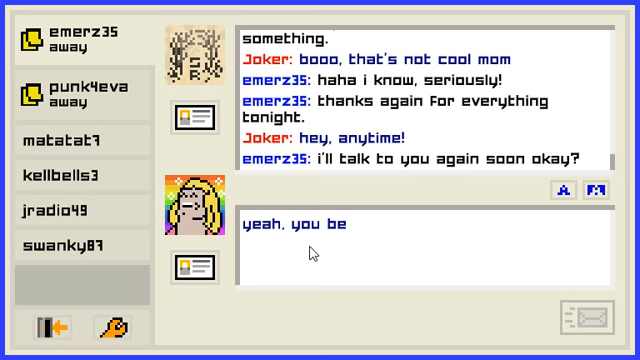 emerz35
away
punk4eva
away
matatat7
kellbells3
jradio49
swanky87
something.
Joker: booo, that's not cool mom
emerz35: haha i know, seriously!
emerz35: thanks again for everything
tonight.
Joker: hey, anytime!
emerz35: i'll talk to you again soon okay?
S
R
A
A
yeah, you be